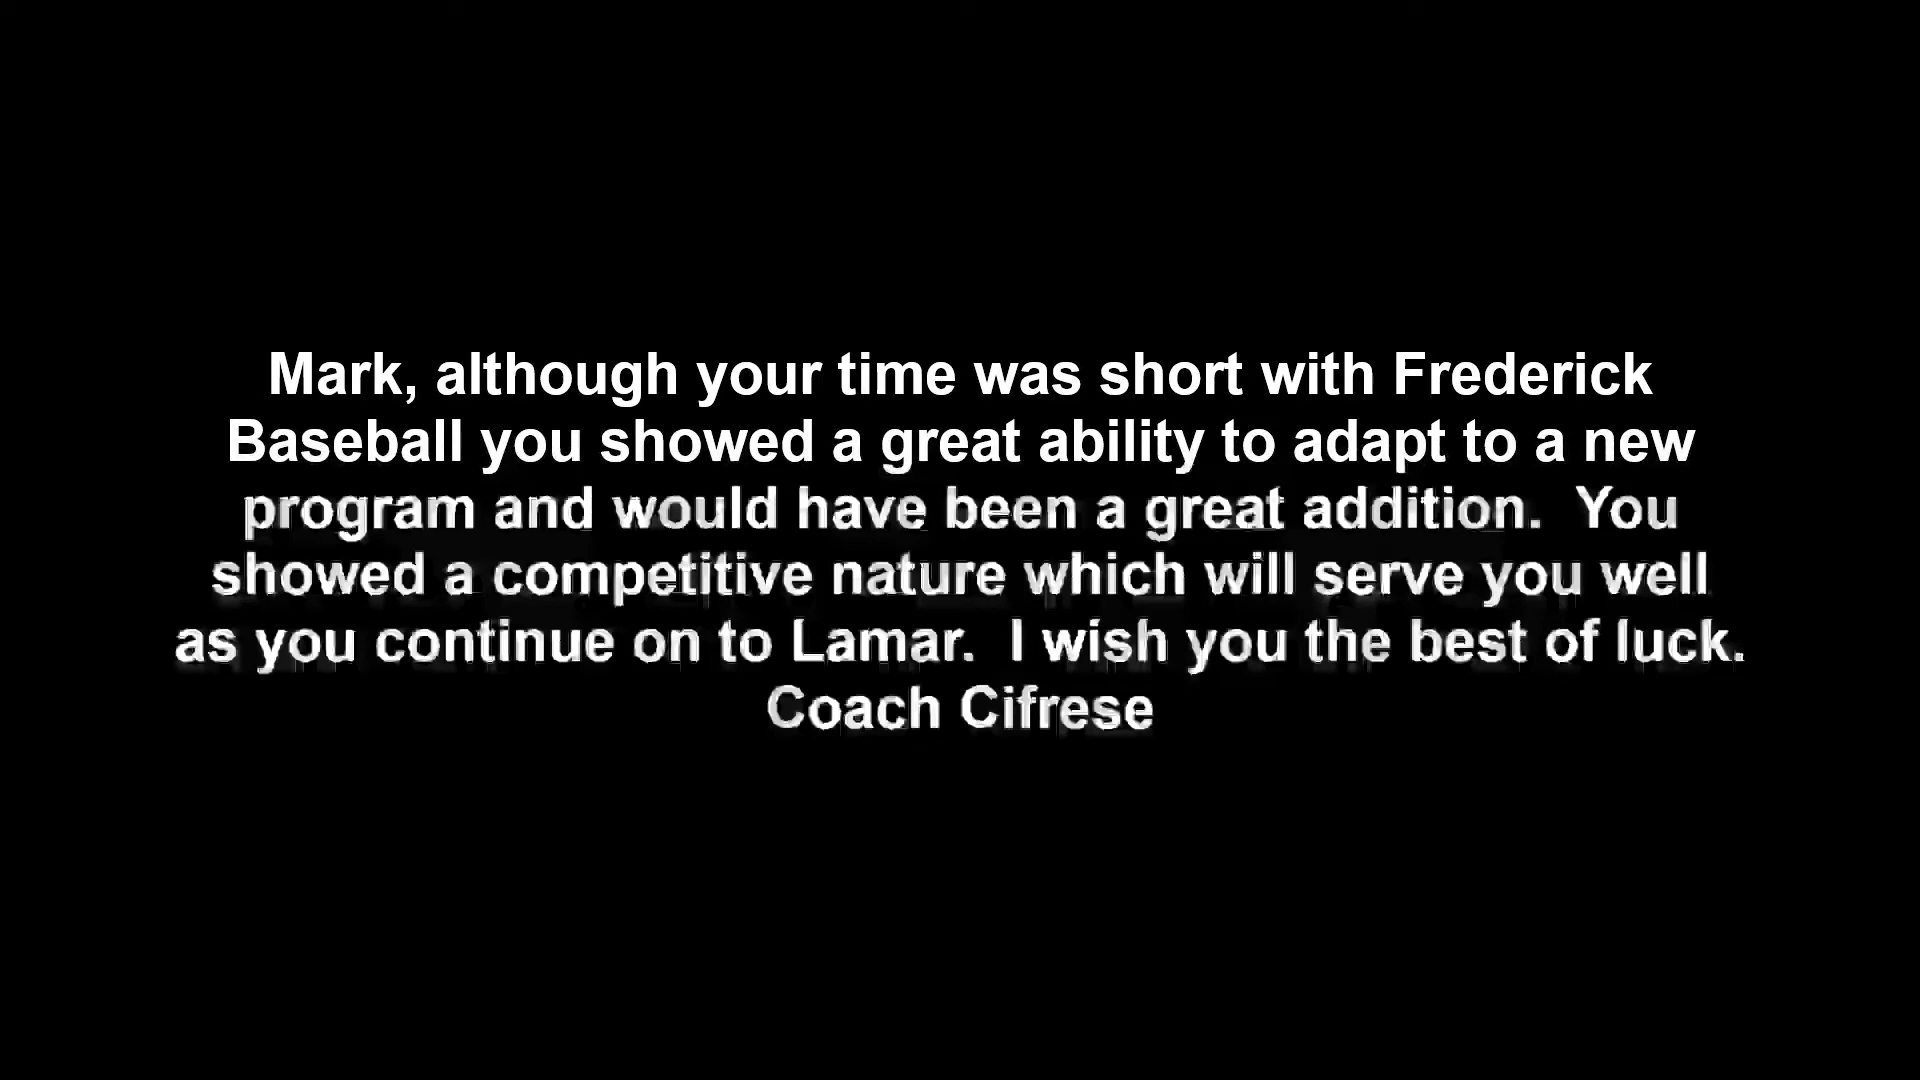 Mark, although your time was short with Frederick
Baseball you showed a great ability to adapt to a new
program and would have been a great addition.  You
showed a competitive nature which will serve you well
as you continue on to Lamar.  I wish you the best of luck.
Coach Cifrese